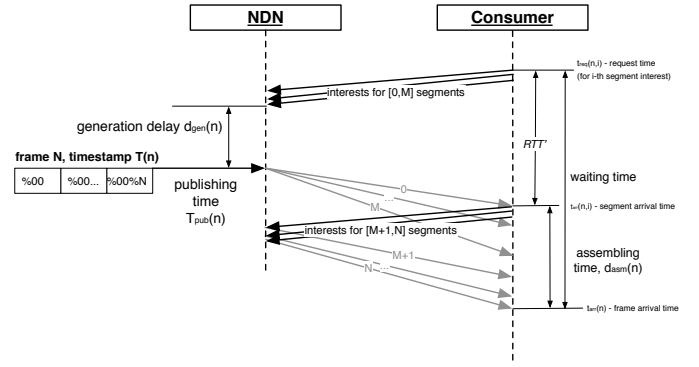 NDN
Consumer
treq(n,i) - request time
(for i-th segment interest)
interests for [0,M] segments
generation delay dgen(n)
RTT'
frame N, timestamp T(n)
%00
%00...
%00%N
publishing
time
Tpub(n)
0
...
M
waiting time
tarr(n,i) - segment arrival time
interests for [M+1,N] segments
M+1
...
N
assembling
time, dasm(n)
tarr(n) - frame arrival time